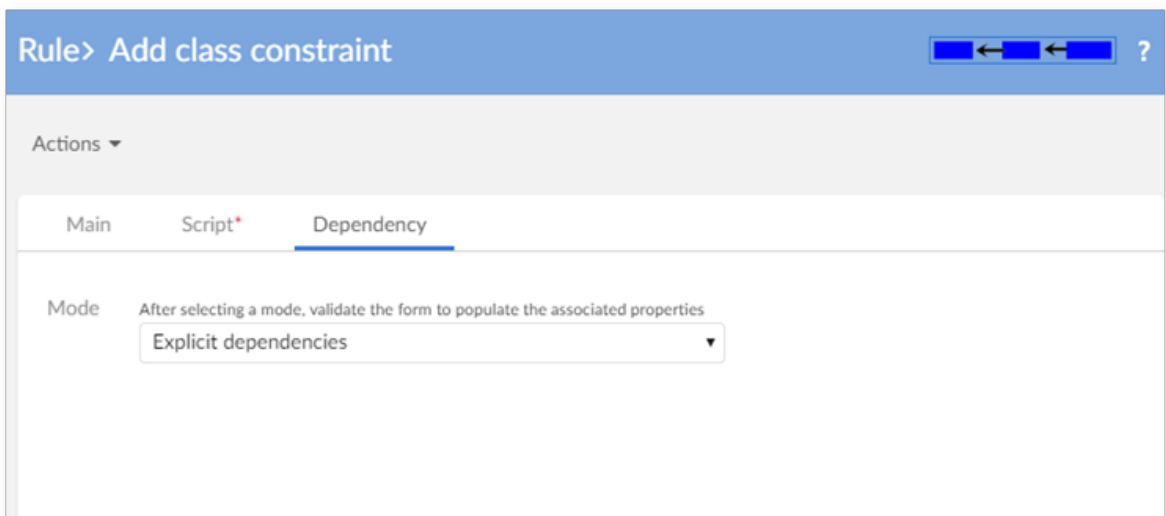 Rule> Add class constraint
?
Actions
Main Script* Dependency
Mode After selecting a mode, validate the form to populate the associated properties
Explicit dependencies